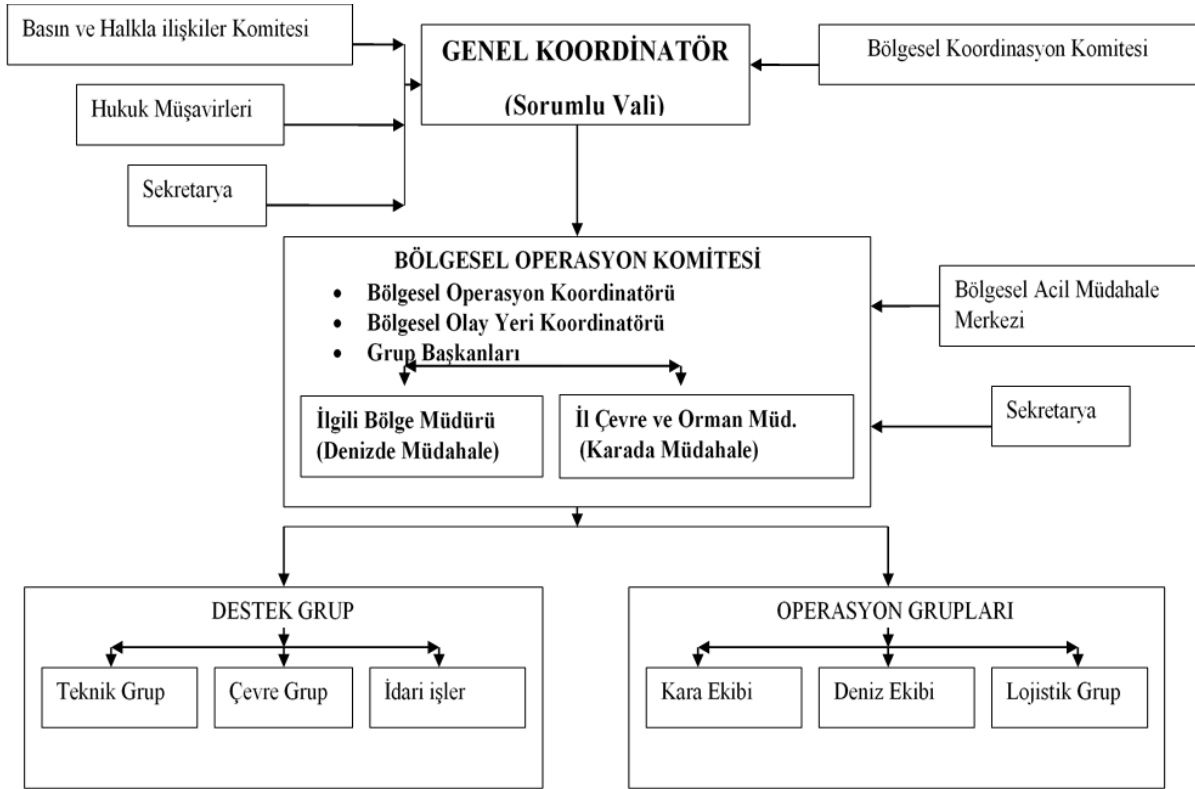 Basın ve Halkla ilişkiler Komitesi
GENEL KOORDİNATÖR
(Sorumlu Vali)
Bölgesel Koordinasyon Komitesi
Hukuk Müşavirleri
Sekretarya
BÖLGESEL OPERASYON KOMİTESİ
• Bölgesel Operasyon Koordinatörü
• Bölgesel Olay Yeri Koordinatörü
• Grup Başkanları
Bölgesel Acil Müdahale
Merkezi
İlgili Bölge Müdürü
(Denizde Müdahale)
İl Çevre ve Orman Müd.
(Karada Müdahale)
Sekretarya
DESTEK GRUP
Teknik Grup
Çevre Grup
İdari işler
OPERASYON GRUPLARI
Kara Ekibi
Deniz Ekibi
Lojistik Grup